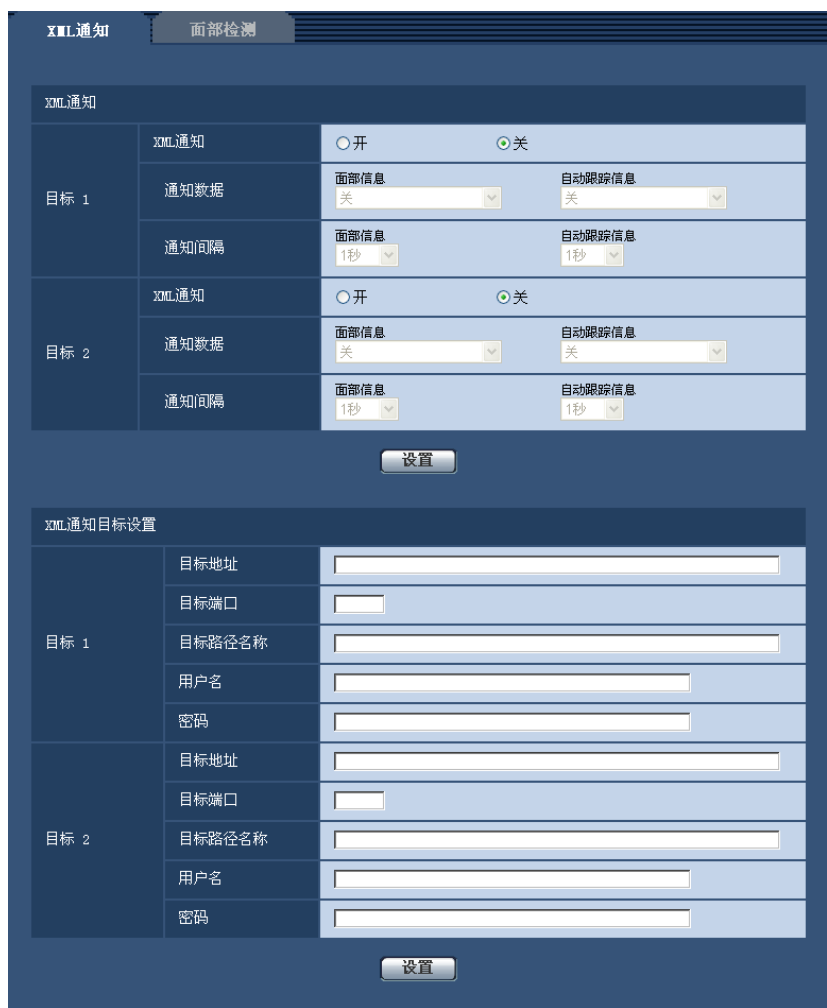 XML通知 面部检测
XML通知
目标 1
XML通知 开 关
通知数据 面部信息 关 自动跟踪信息 关
通知间隔 面部信息 1秒 自动跟踪信息 1秒
目标 2
XML通知 开 关
通知数据 面部信息 关 自动跟踪信息 关
通知间隔 面部信息 1秒 自动跟踪信息 1秒
设置
XML通知目标设置
目标 1
目标地址
目标端口
目标路径名称
用户名
密码
目标 2
目标地址
目标端口
目标路径名称
用户名
密码
设置